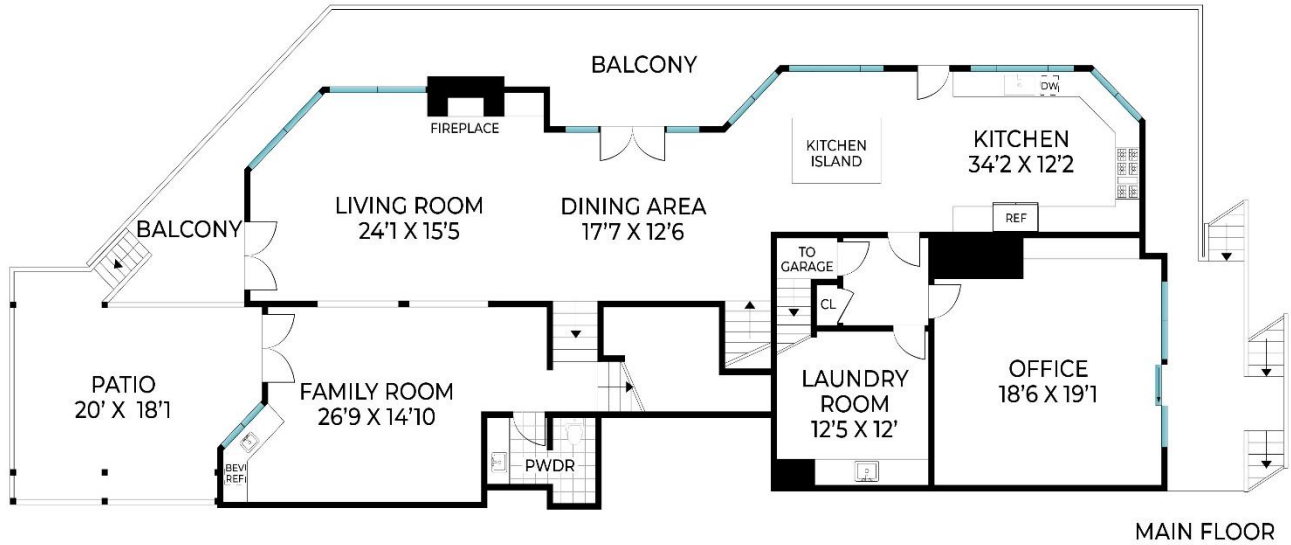 BALCONY
DW
FIREPLACE
KITCHEN
ISLAND
KITCHEN
34'2 X 12'2
LIVING ROOM
24'1 X 15'5
DINING AREA
17'7 X 12'6
REF
BALCONY
TO
GARAGE
CL
PATIO
20' X 18'1
FAMILY ROOM
26'9 X 14'10
LAUNDRY
ROOM
12'5 X 12'
OFFICE
18'6 X 19'1
BEVI
REFI
PWDR
MAIN FLOOR